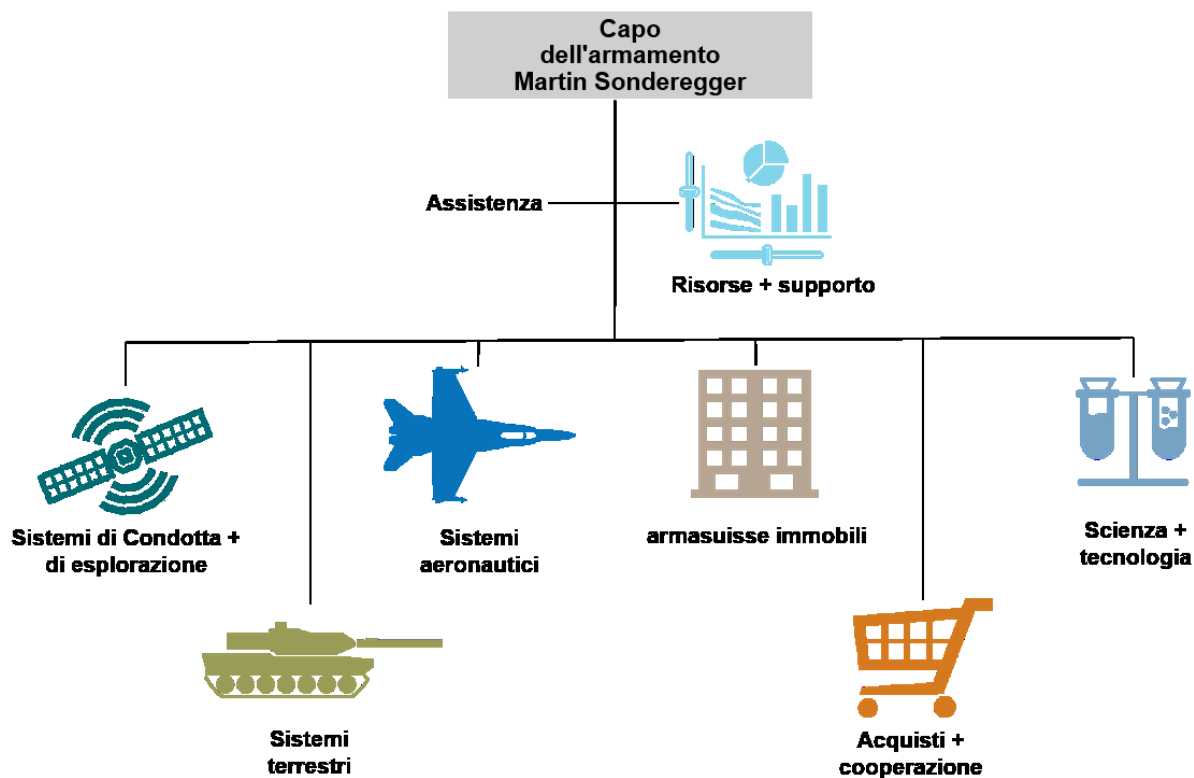 Capo
dell'armamento
Martin Sonderegger
Assistenza
Risorse + supporto
Sistemi di Condotta +
di esplorazione
Sistemi
aeronautici
armasuisse immobili
Scienza +
tecnologia
Sistemi
terrestri
Acquisti +
cooperazione